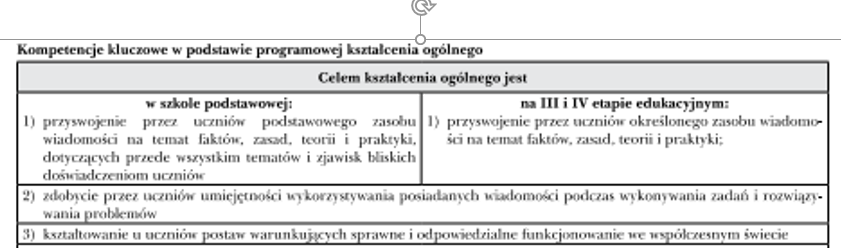 Kompetencje kluczowe w podstawie programowej kształcenia ogólnego
Celem kształcenia ogólnego jest
w szkole podstawowej:
1) przyswojenie przez uczniów podstawowego zasobu
wiadomości na temat faktów, zasad, teorii i praktyki,
dotyczących przede wszystkim tematów i zjawisk bliskich
doświadczeniom uczniów
na III i IV etapie edukacyjnym:
1) przyswojenie przez uczniów określonego zasobu wiadomo-
ści na temat faktów, zasad, teorii i praktyki;
2) zdobycie przez uczniów umiejętności wykorzystywania posiadanych wiadomości podczas wykonywania zadań i rozwiązy-
wania problemów
3) kształtowanie u uczniów postaw warunkujących sprawne i odpowiedzialne funkcjonowanie we współczesnym świecie